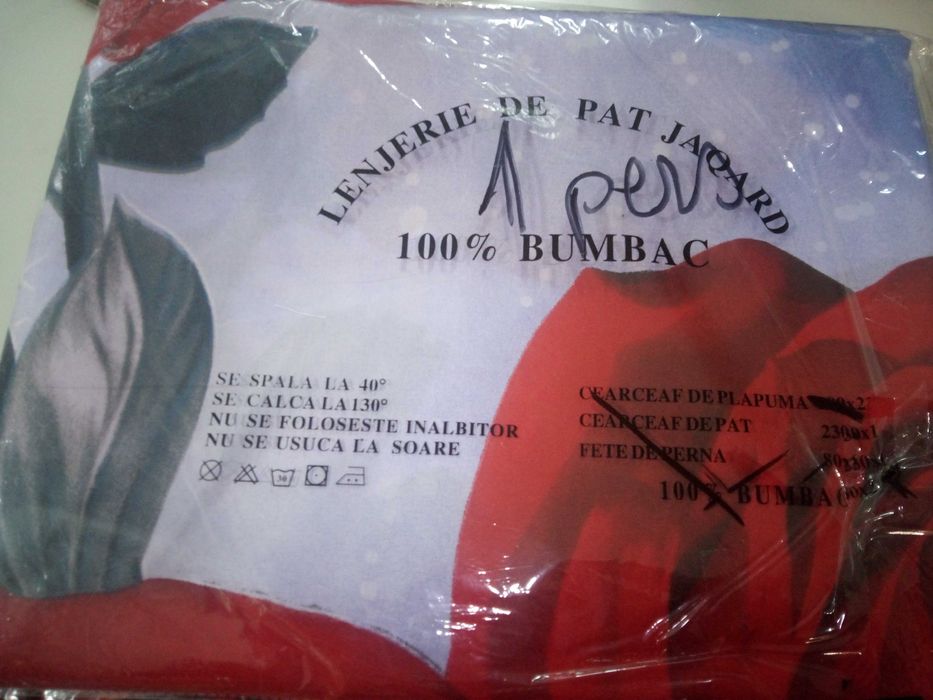 LENJERIE DE PAT JAQARD
1 pers
100% BUMBAC
SE SPALA LA 40°
SE CALCA LA 130°
NU SE FOLOSESTE INALBITOR
NU SE USUCA LA SOARE
30
CEARCEAF DE PLAPUMA
CEARCEAF DE PAT
FETE DE PERNA
100% BUMBAC